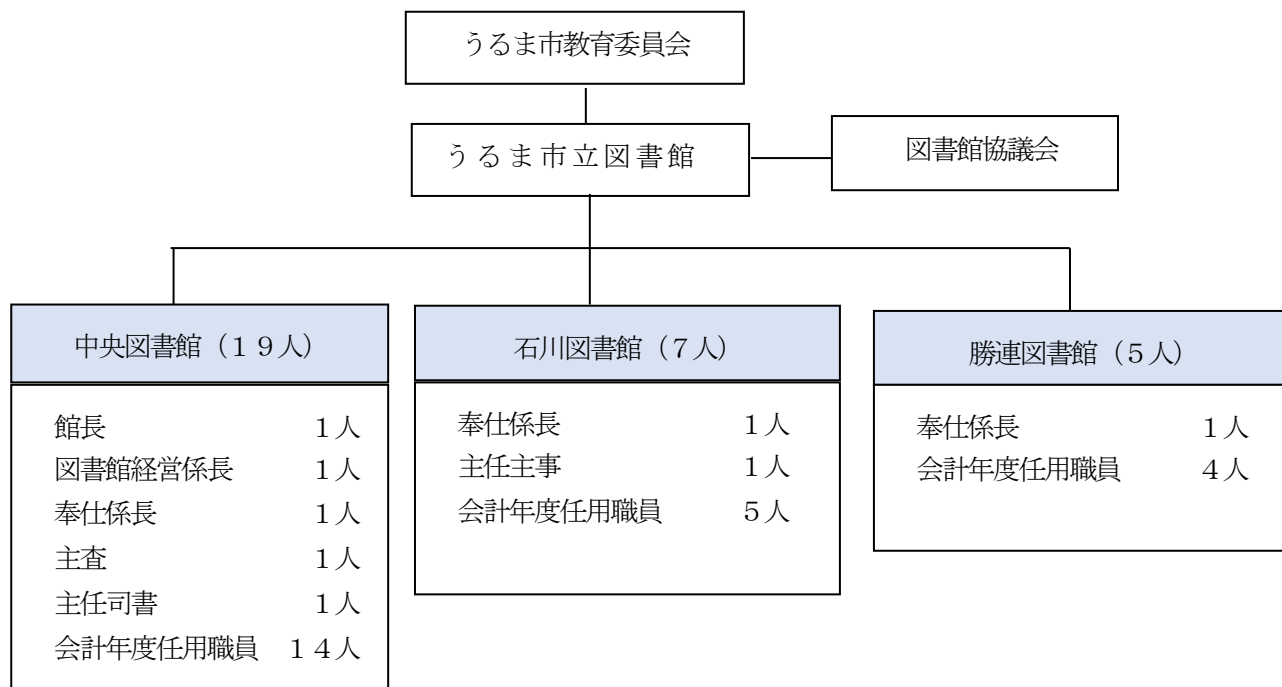 うるま市教育委員会
うるま市立図書館
図書館協議会
中央図書館（１９人）
館長 １人
図書館経営係長 １人
奉仕係長 １人
主査 １人
主任司書 １人
会計年度任用職員 １４人
石川図書館（７人）
奉仕係長 １人
主任主事 １人
会計年度任用職員 ５人
勝連図書館（５人）
奉仕係長 １人
会計年度任用職員 ４人